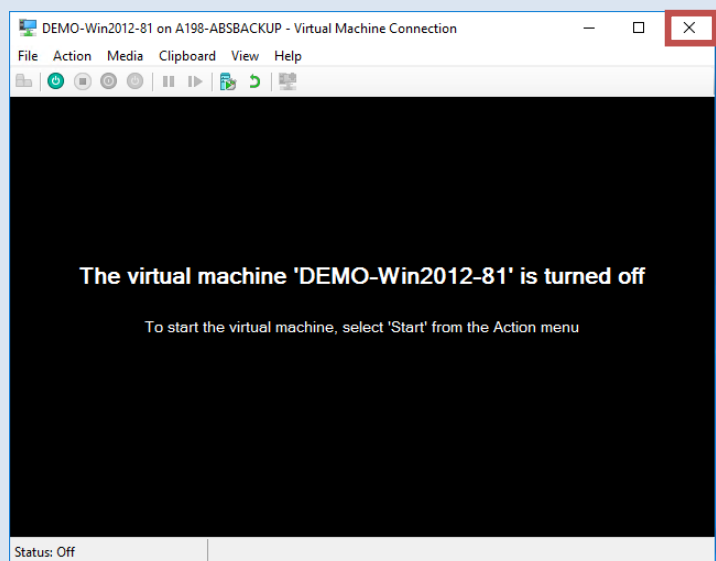 DEMO-Win2012-81 on A198-ABSBACKUP - Virtual Machine Connection
File Action Media Clipboard View Help
The virtual machine 'DEMO-Win2012-81' is turned off
To start the virtual machine, select 'Start' from the Action menu
Status: Off